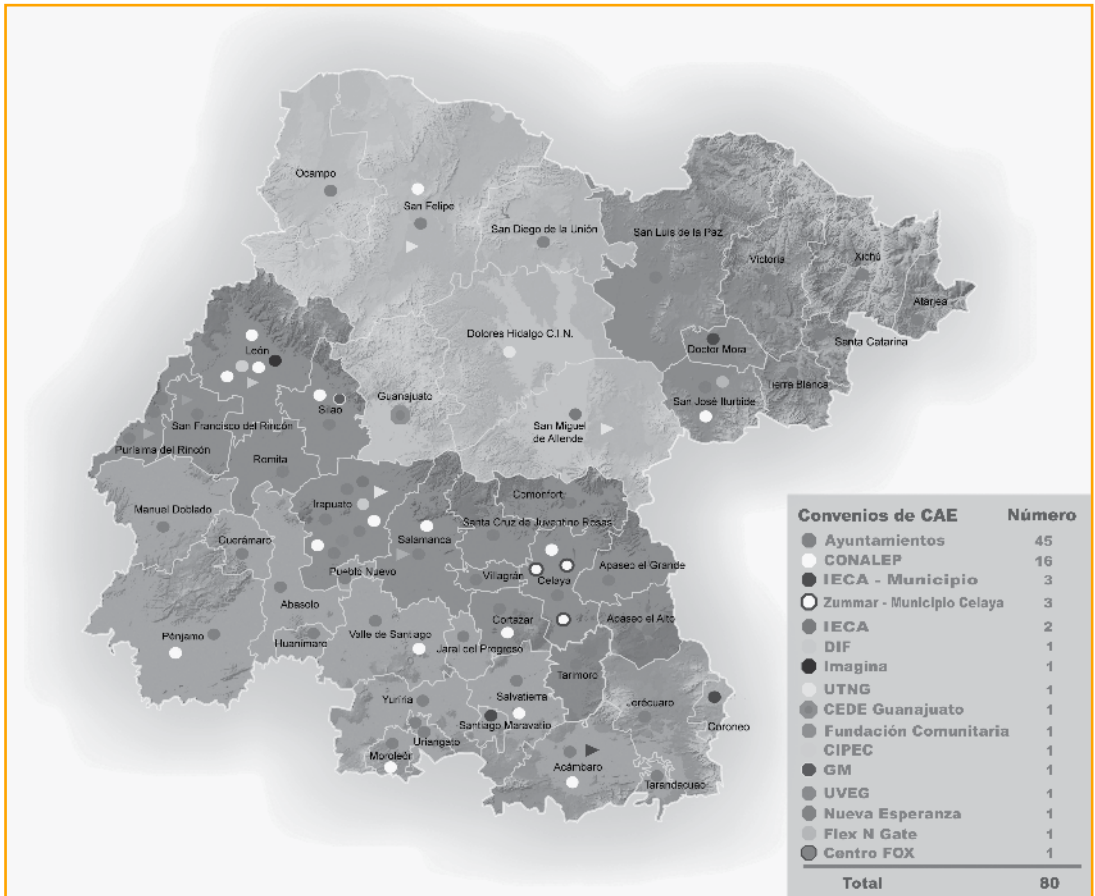 Ocampo
San Felipe
San Diego de la Unión
San Luis de la Paz
Victoria
Xichú
Atarjea
Dolores Hidalgo C.I.N.
León
Doctor Mora
Santa Catarina
Tierra Blanca
Guanajuato
San José Iturbide
Silao
San Francisco del Rincón
San Miguel
de Allende
Purísima del Rincón
Romita
Comonfort
Irapuato
Manuel Doblado
Santa Cruz de Juventino Rosas
Cuerámaro
Salamanca
Apaseo el Grande
Pueblo Nuevo
Villagrán
Celaya
Abasolo
Cortazar
Apaseo el Alto
Pénjamo
Huanímaro
Valle de Santiago
Jaral del Progreso
Tarimoro
Salvatierra
Yuriria
Jerécuaro
Santiago Maravatío
Coroneo
Uriangato
Moroleón
Acámbaro
Tarandacuao
Convenios de CAE Número
Ayuntamientos 45
CONALEP 16
IECA - Municipio 3
Zummar - Municipio Celaya 3
IECA 2
DIF 1
Imagina 1
UTNG 1
CEDE Guanajuato 1
Fundación Comunitaria 1
CIPEC 1
GM 1
UVEG 1
Nueva Esperanza 1
Flex N Gate 1
Centro FOX 1
Total 80